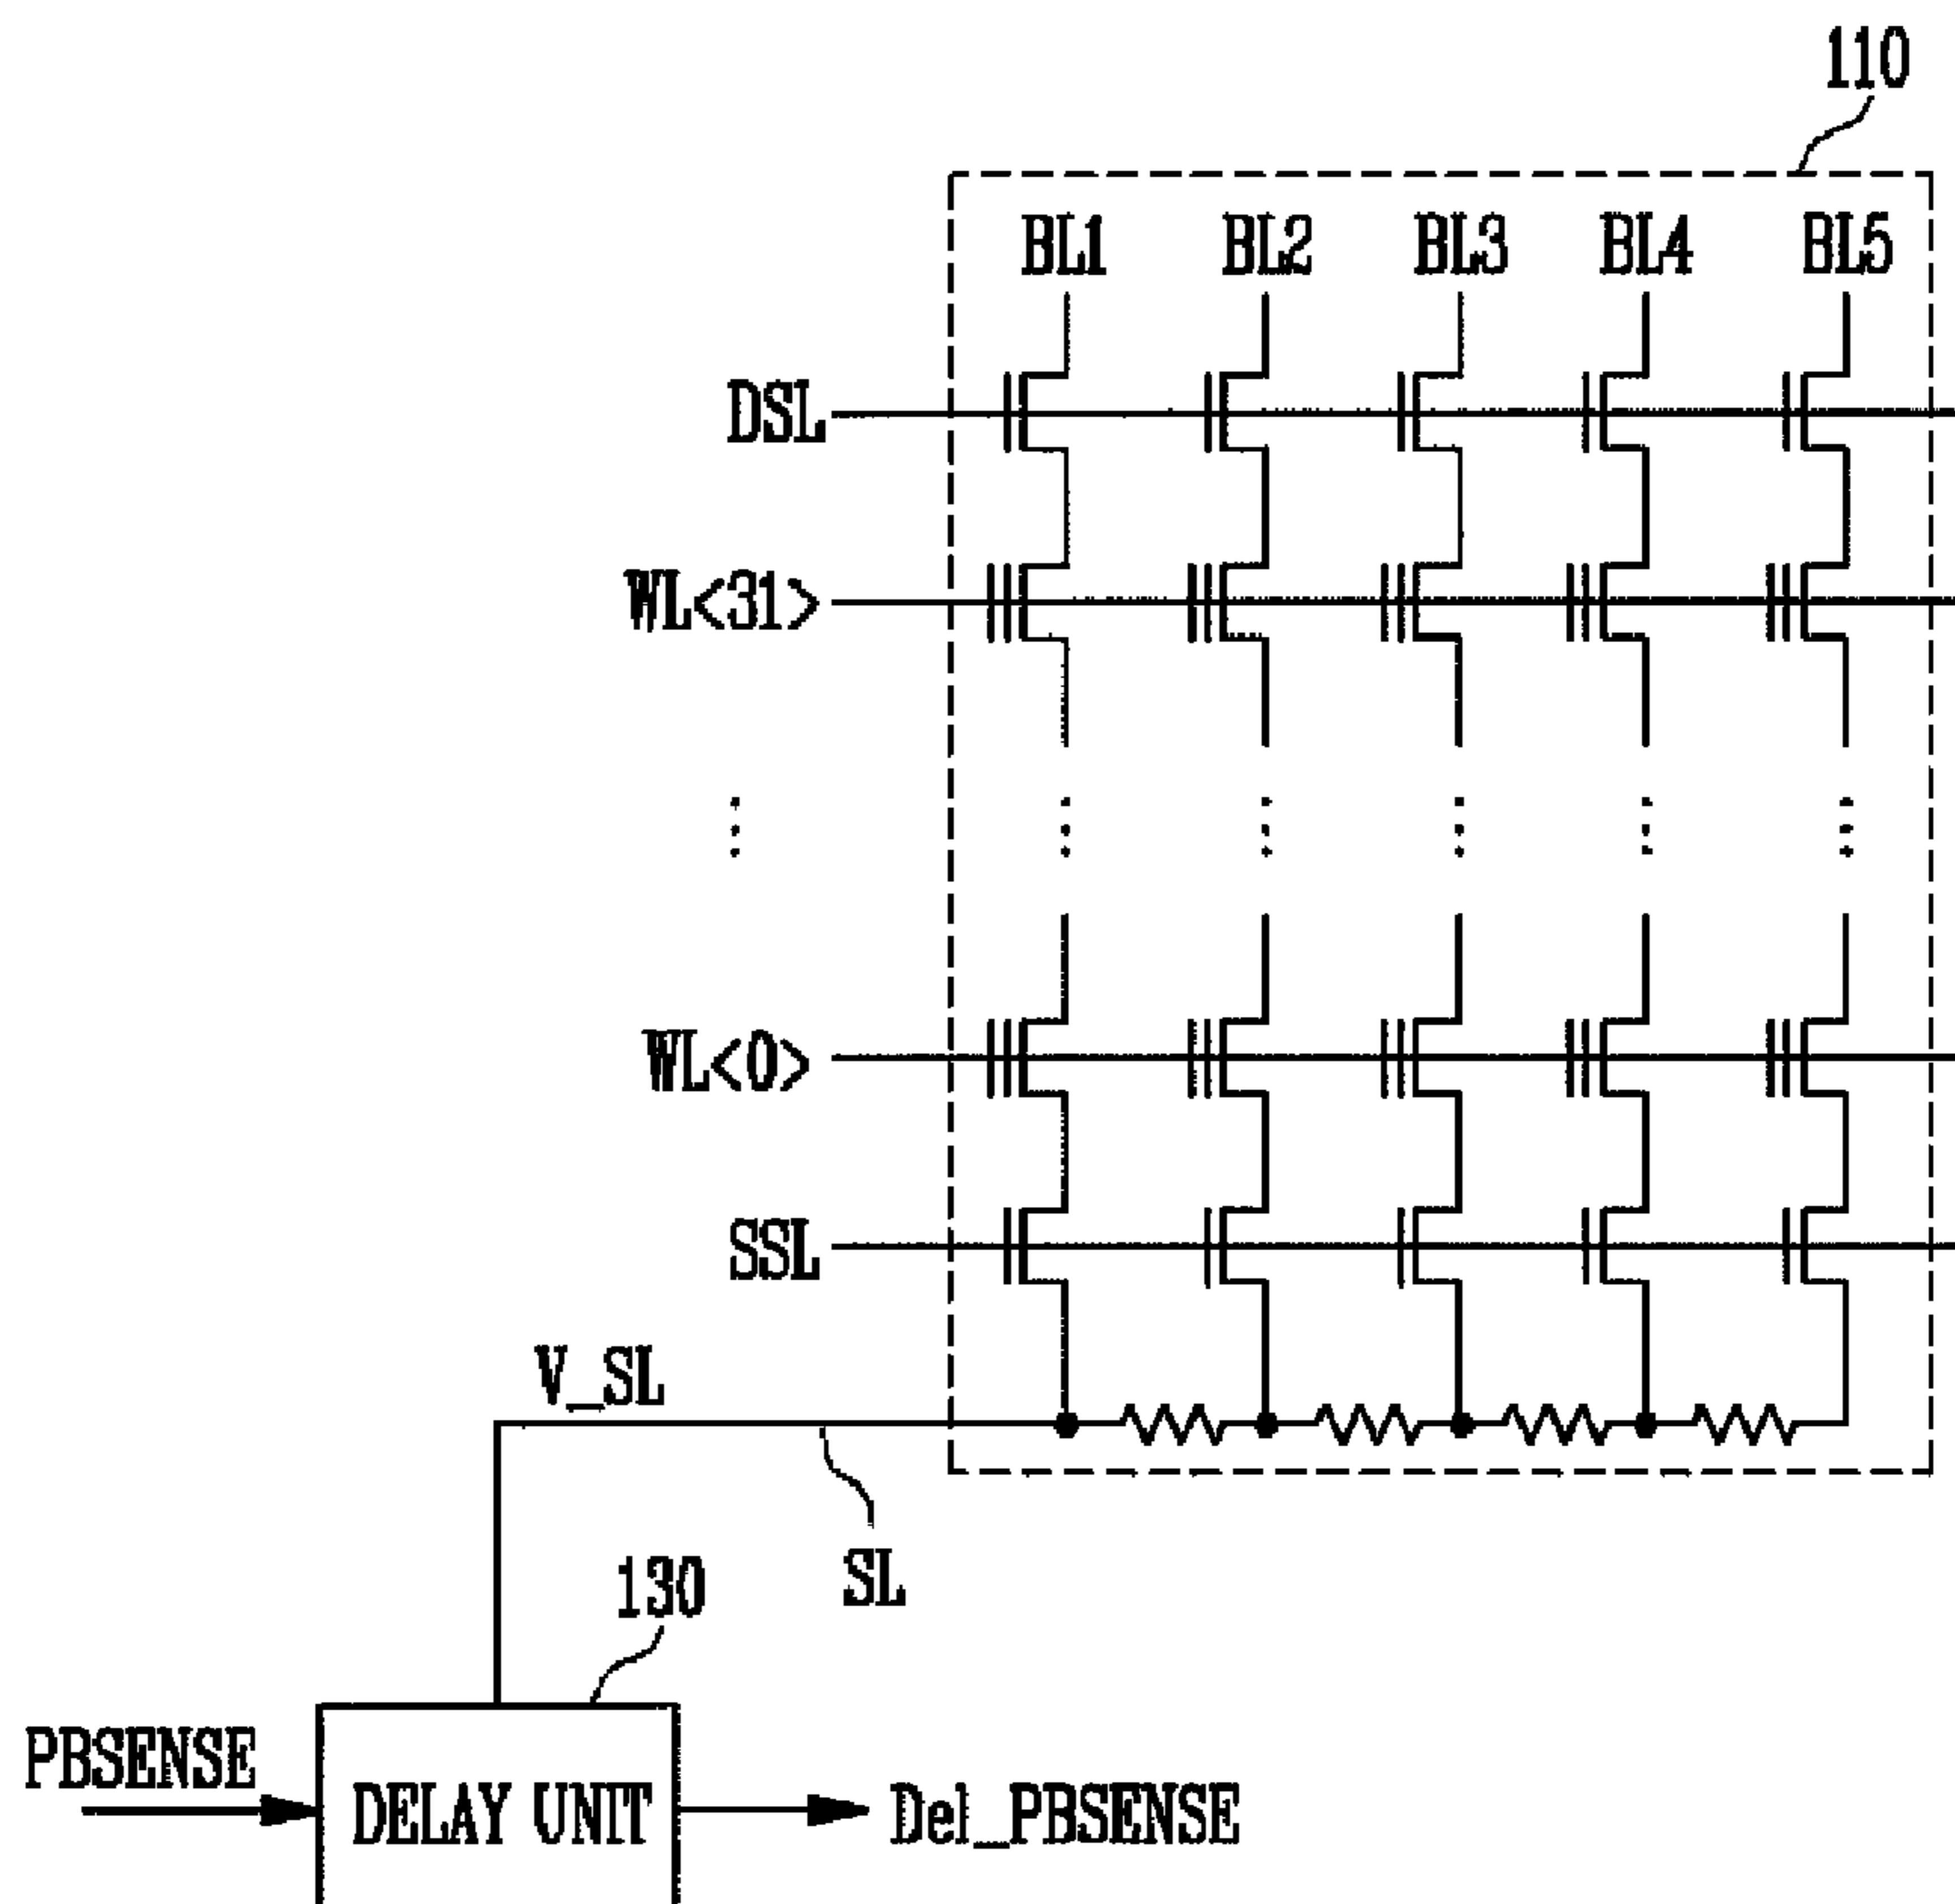 110
BL1 BL2 BL3 BL4 BL5
DSL
WL<31>
WL<0>
SSL
V_SL
SL
130
PBSENSE
DELAY UNIT
Del_PBSENSE